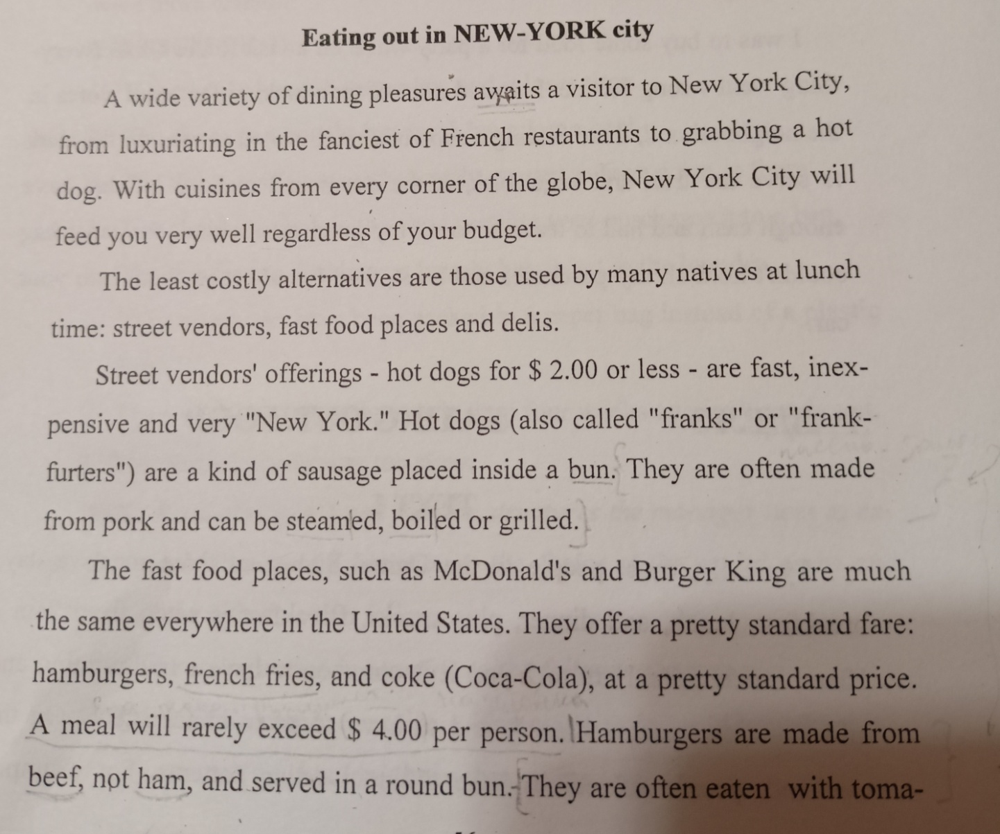 Eating out in NEW-YORK city
A wide variety of dining pleasures awaits a visitor to New York City,
from luxuriating in the fanciest of French restaurants to grabbing a hot
dog. With cuisines from every corner of the globe, New York City will
feed you very well regardless of your budget.
The least costly alternatives are those used by many natives at lunch
time: street vendors, fast food places and delis.
Street vendors' offerings - hot dogs for $ 2.00 or less - are fast, inex-
pensive and very "New York." Hot dogs (also called "franks" or "frank-
furters") are a kind of sausage placed inside a bun. They are often made
from pork and can be steamed, boiled or grilled.
The fast food places, such as McDonald's and Burger King are much
the same everywhere in the United States. They offer a pretty standard fare:
hamburgers, french fries, and coke (Coca-Cola), at a pretty standard price.
A meal will rarely exceed $ 4.00 per person. Hamburgers are made from
beef, not ham, and served in a round bun. They are often eaten with toma-